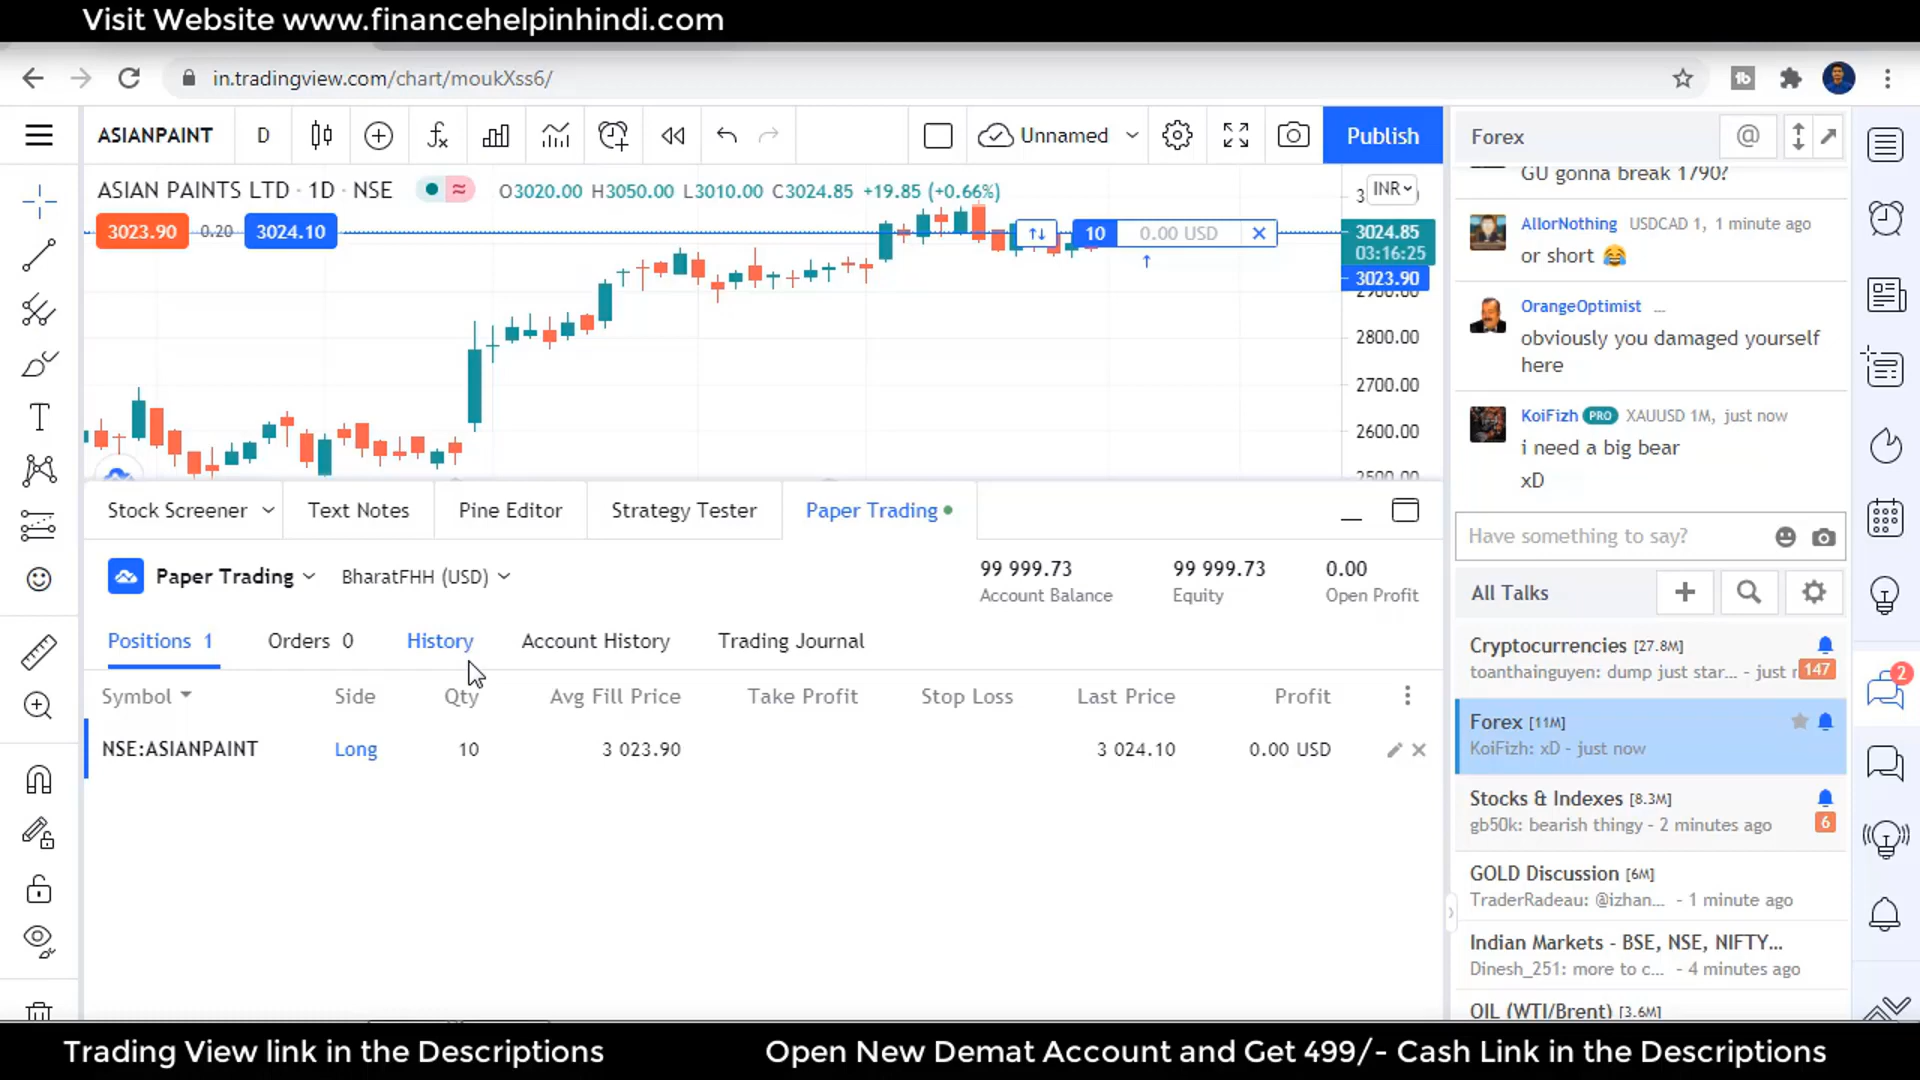 Visit Website www.financehelpinhindi.com
in.tradingview.com/chart/moukXss6/
ASIANPAINT
D
Unnamed
Publish
ASIAN PAINTS LTD · 1D · NSE
O3020.00 H3050.00 L3010.00 C3024.85 +19.85 (+0.66%)
INR
3023.90
0.20
3024.10
10
0.00 USD
3024.85
03:16:25
3023.90
2800.00
2700.00
2600.00
Stock Screener
Text Notes
Pine Editor
Strategy Tester
Paper Trading
Paper Trading
BharatFHH (USD)
99 999.73
Account Balance
99 999.73
Equity
0.00
Open Profit
Positions 1
Orders 0
History
Account History
Trading Journal
Symbol
Side
Qty
Avg Fill Price
Take Profit
Stop Loss
Last Price
Profit
NSE:ASIANPAINT
Long
10
3 023.90
3 024.10
0.00 USD
Forex
@
GU gonna break 1790?
AllorNothing USDCAD 1, 1 minute ago
or short 😂
OrangeOptimist ...
obviously you damaged yourself
here
KoiFizh PRO XAUUSD 1M, just now
i need a big bear
xD
Have something to say?
All Talks
Cryptocurrencies [27.8M]
toanthainguyen: dump just star... - just
147
Forex [11M]
KoiFizh: xD - just now
Stocks & Indexes [8.3M]
gb50k: bearish thingy - 2 minutes ago
6
GOLD Discussion [6M]
TraderRadeau: @izhan... - 1 minute ago
Indian Markets - BSE, NSE, NIFTY...
Dinesh_251: more to c... - 4 minutes ago
OIL (WTI/Brent) [3.6M]
2
Trading View link in the Descriptions
Open New Demat Account and Get 499/- Cash Link in the Descriptions